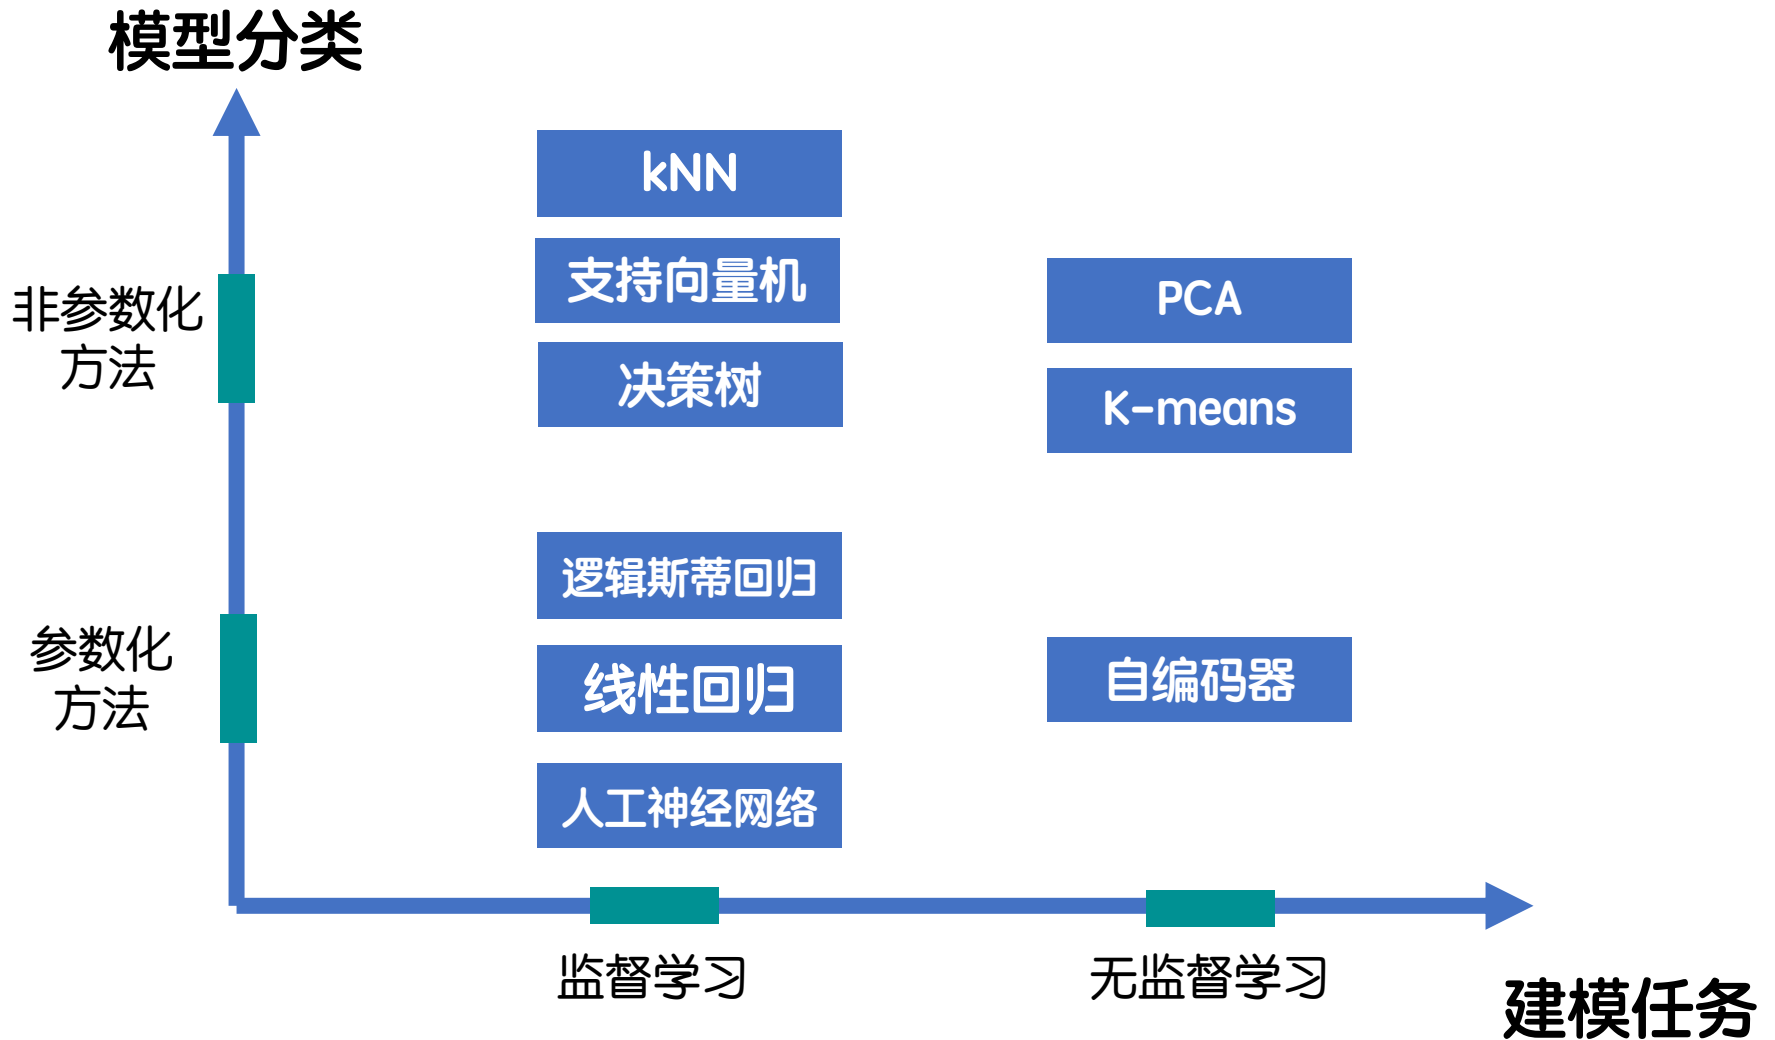 模型分类
kNN
支持向量机
决策树
PCA
K-means
非参数化
方法
逻辑斯蒂回归
线性回归
人工神经网络
自编码器
参数化
方法
监督学习
无监督学习
建模任务